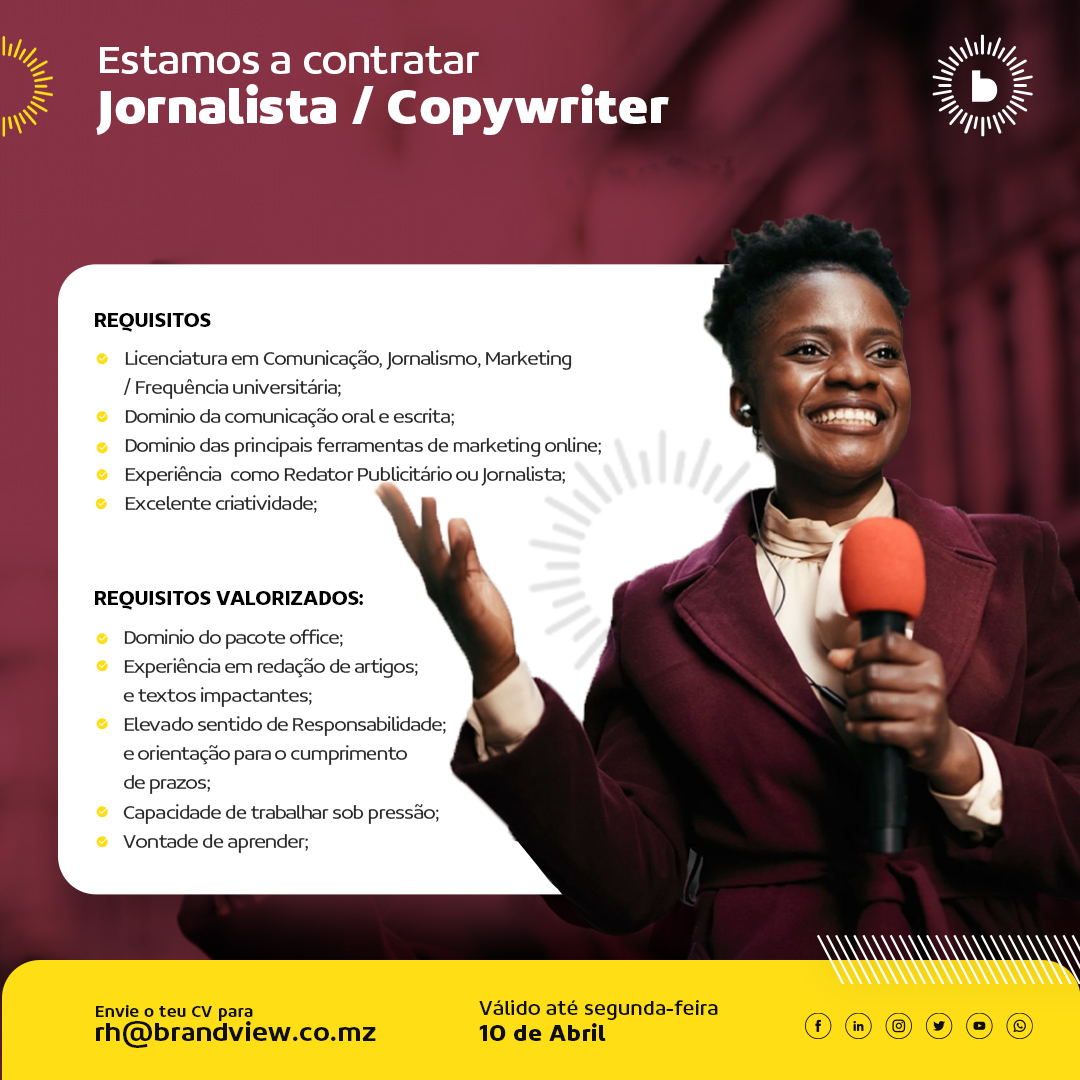 Estamos a contratar
Jornalista / Copywriter
b
REQUISITOS
Licenciatura em Comunicação, Jornalismo, Marketing
/ Frequência universitária;
Dominio da comunicação oral e escrita;
Dominio das principais ferramentas de marketing online;
Experiência  como Redator Publicitário ou Jornalista;
Excelente criatividade;
REQUISITOS VALORIZADOS:
Dominio do pacote office;
Experiência em redação de artigos;
e textos impactantes;
Elevado sentido de Responsabilidade;
e orientação para o cumprimento
de prazos;
Capacidade de trabalhar sob pressão;
Vontade de aprender;
Envie o teu CV para
rh@brandview.co.mz
Válido até segunda-feira
10 de Abril